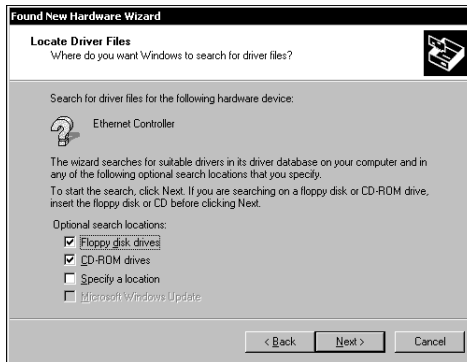 Found New Hardware Wizard
Locate Driver Files
Where do you want Windows to search for driver files?
Search for driver files for the following hardware device:
Ethernet Controller
The wizard searches for suitable drivers in its driver database on your computer and in
any of the following optional search locations that you specify.
To start the search, click Next. If you are searching on a floppy disk or CD-ROM drive,
insert the floppy disk or CD before clicking Next.
Optional search locations:
Floppy disk drives
CD-ROM drives
Specify a location
Microsoft Windows Update
< Back Next > Cancel